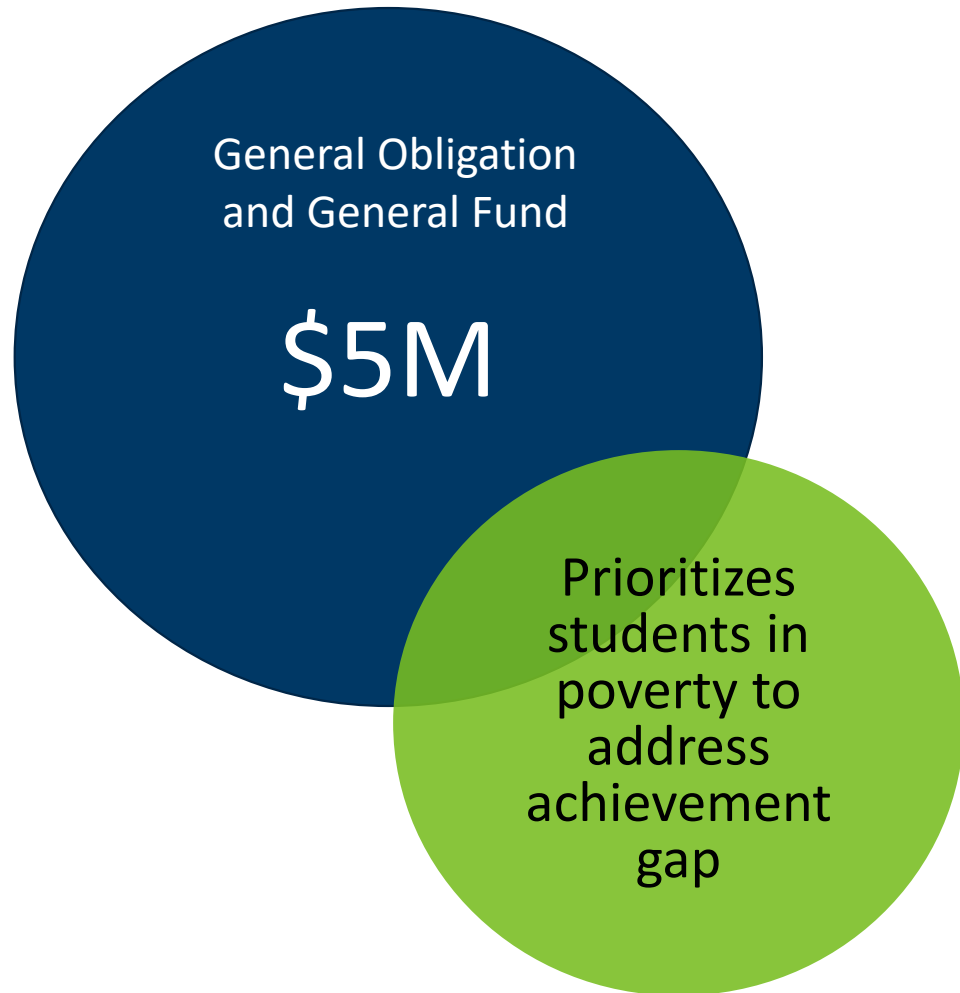 General Obligation
and General Fund
$5M
Prioritizes
students in
poverty to
address
achievement
gap